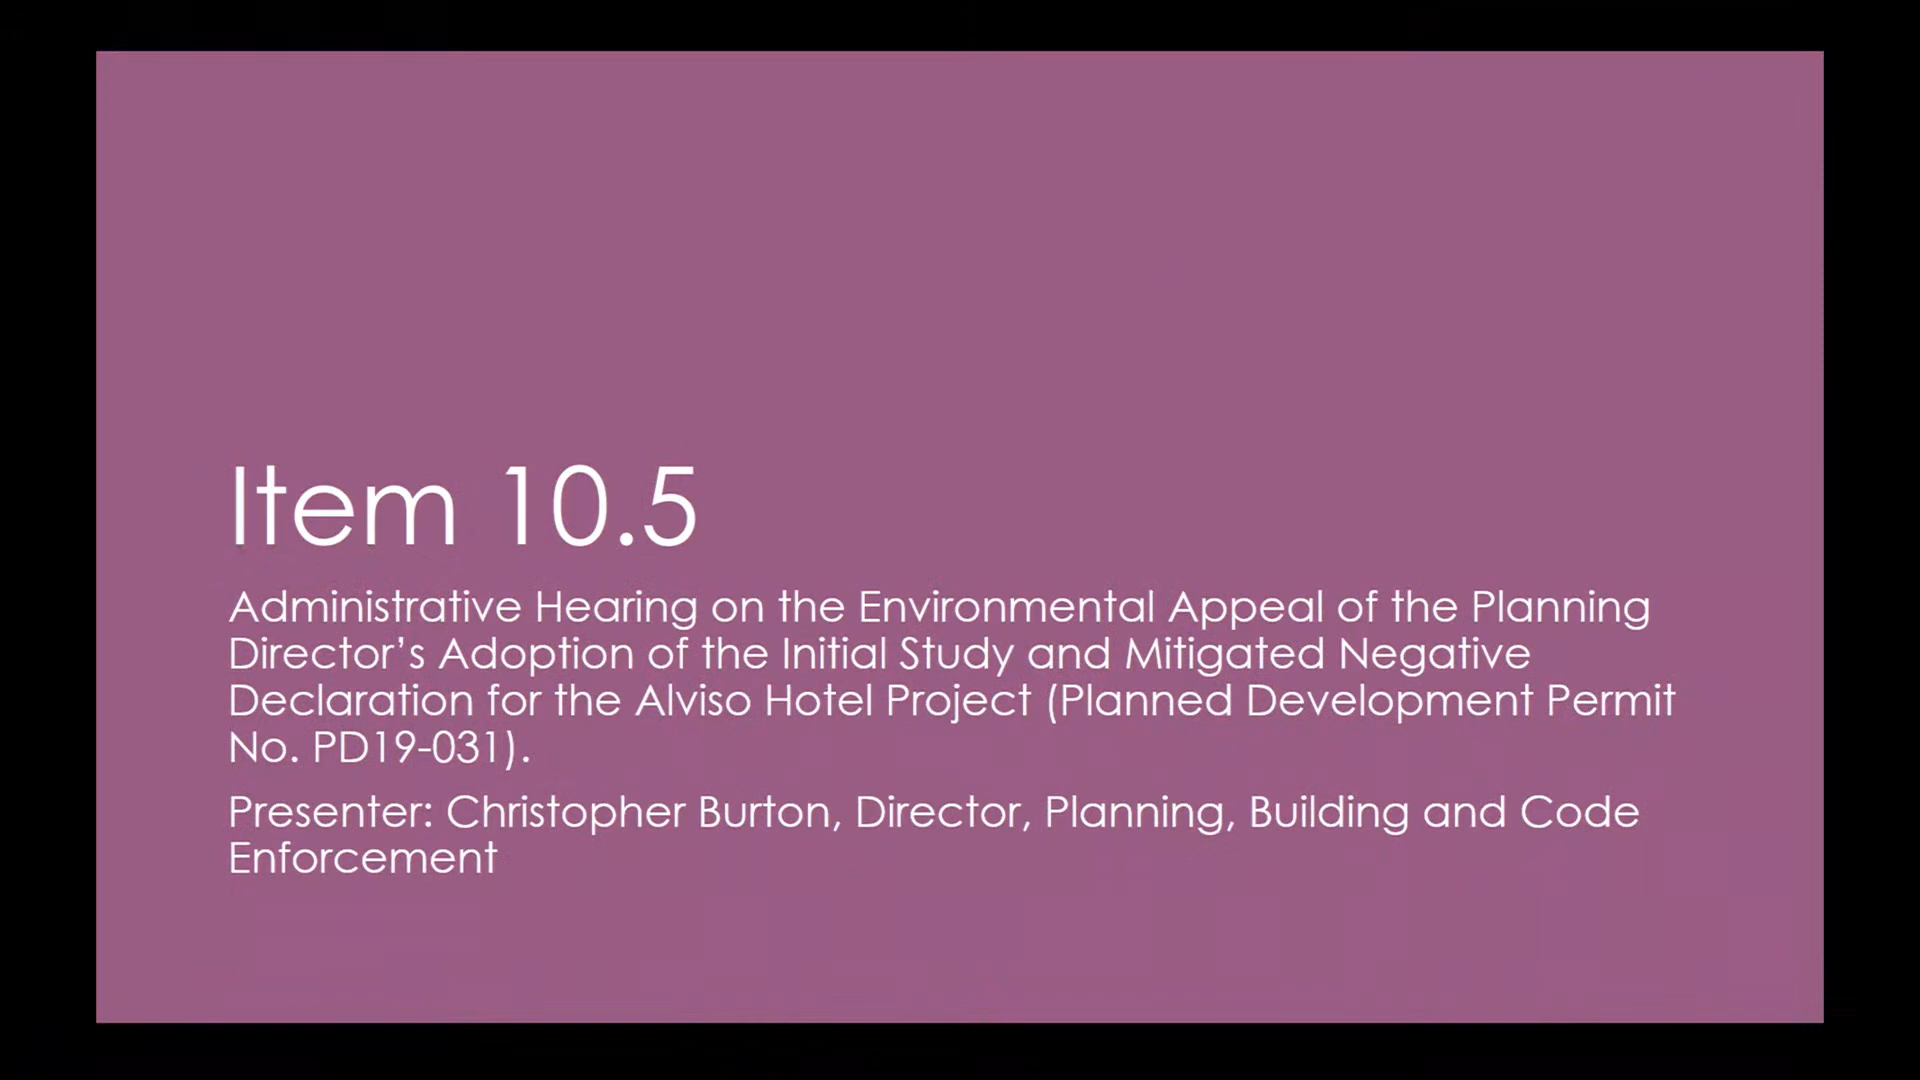 Item 10.5
Administrative Hearing on the Environmental Appeal of the Planning
Director’s Adoption of the Initial Study and Mitigated Negative
Declaration for the Alviso Hotel Project (Planned Development Permit
No. PD19-031).
Presenter: Christopher Burton, Director, Planning, Building and Code
Enforcement